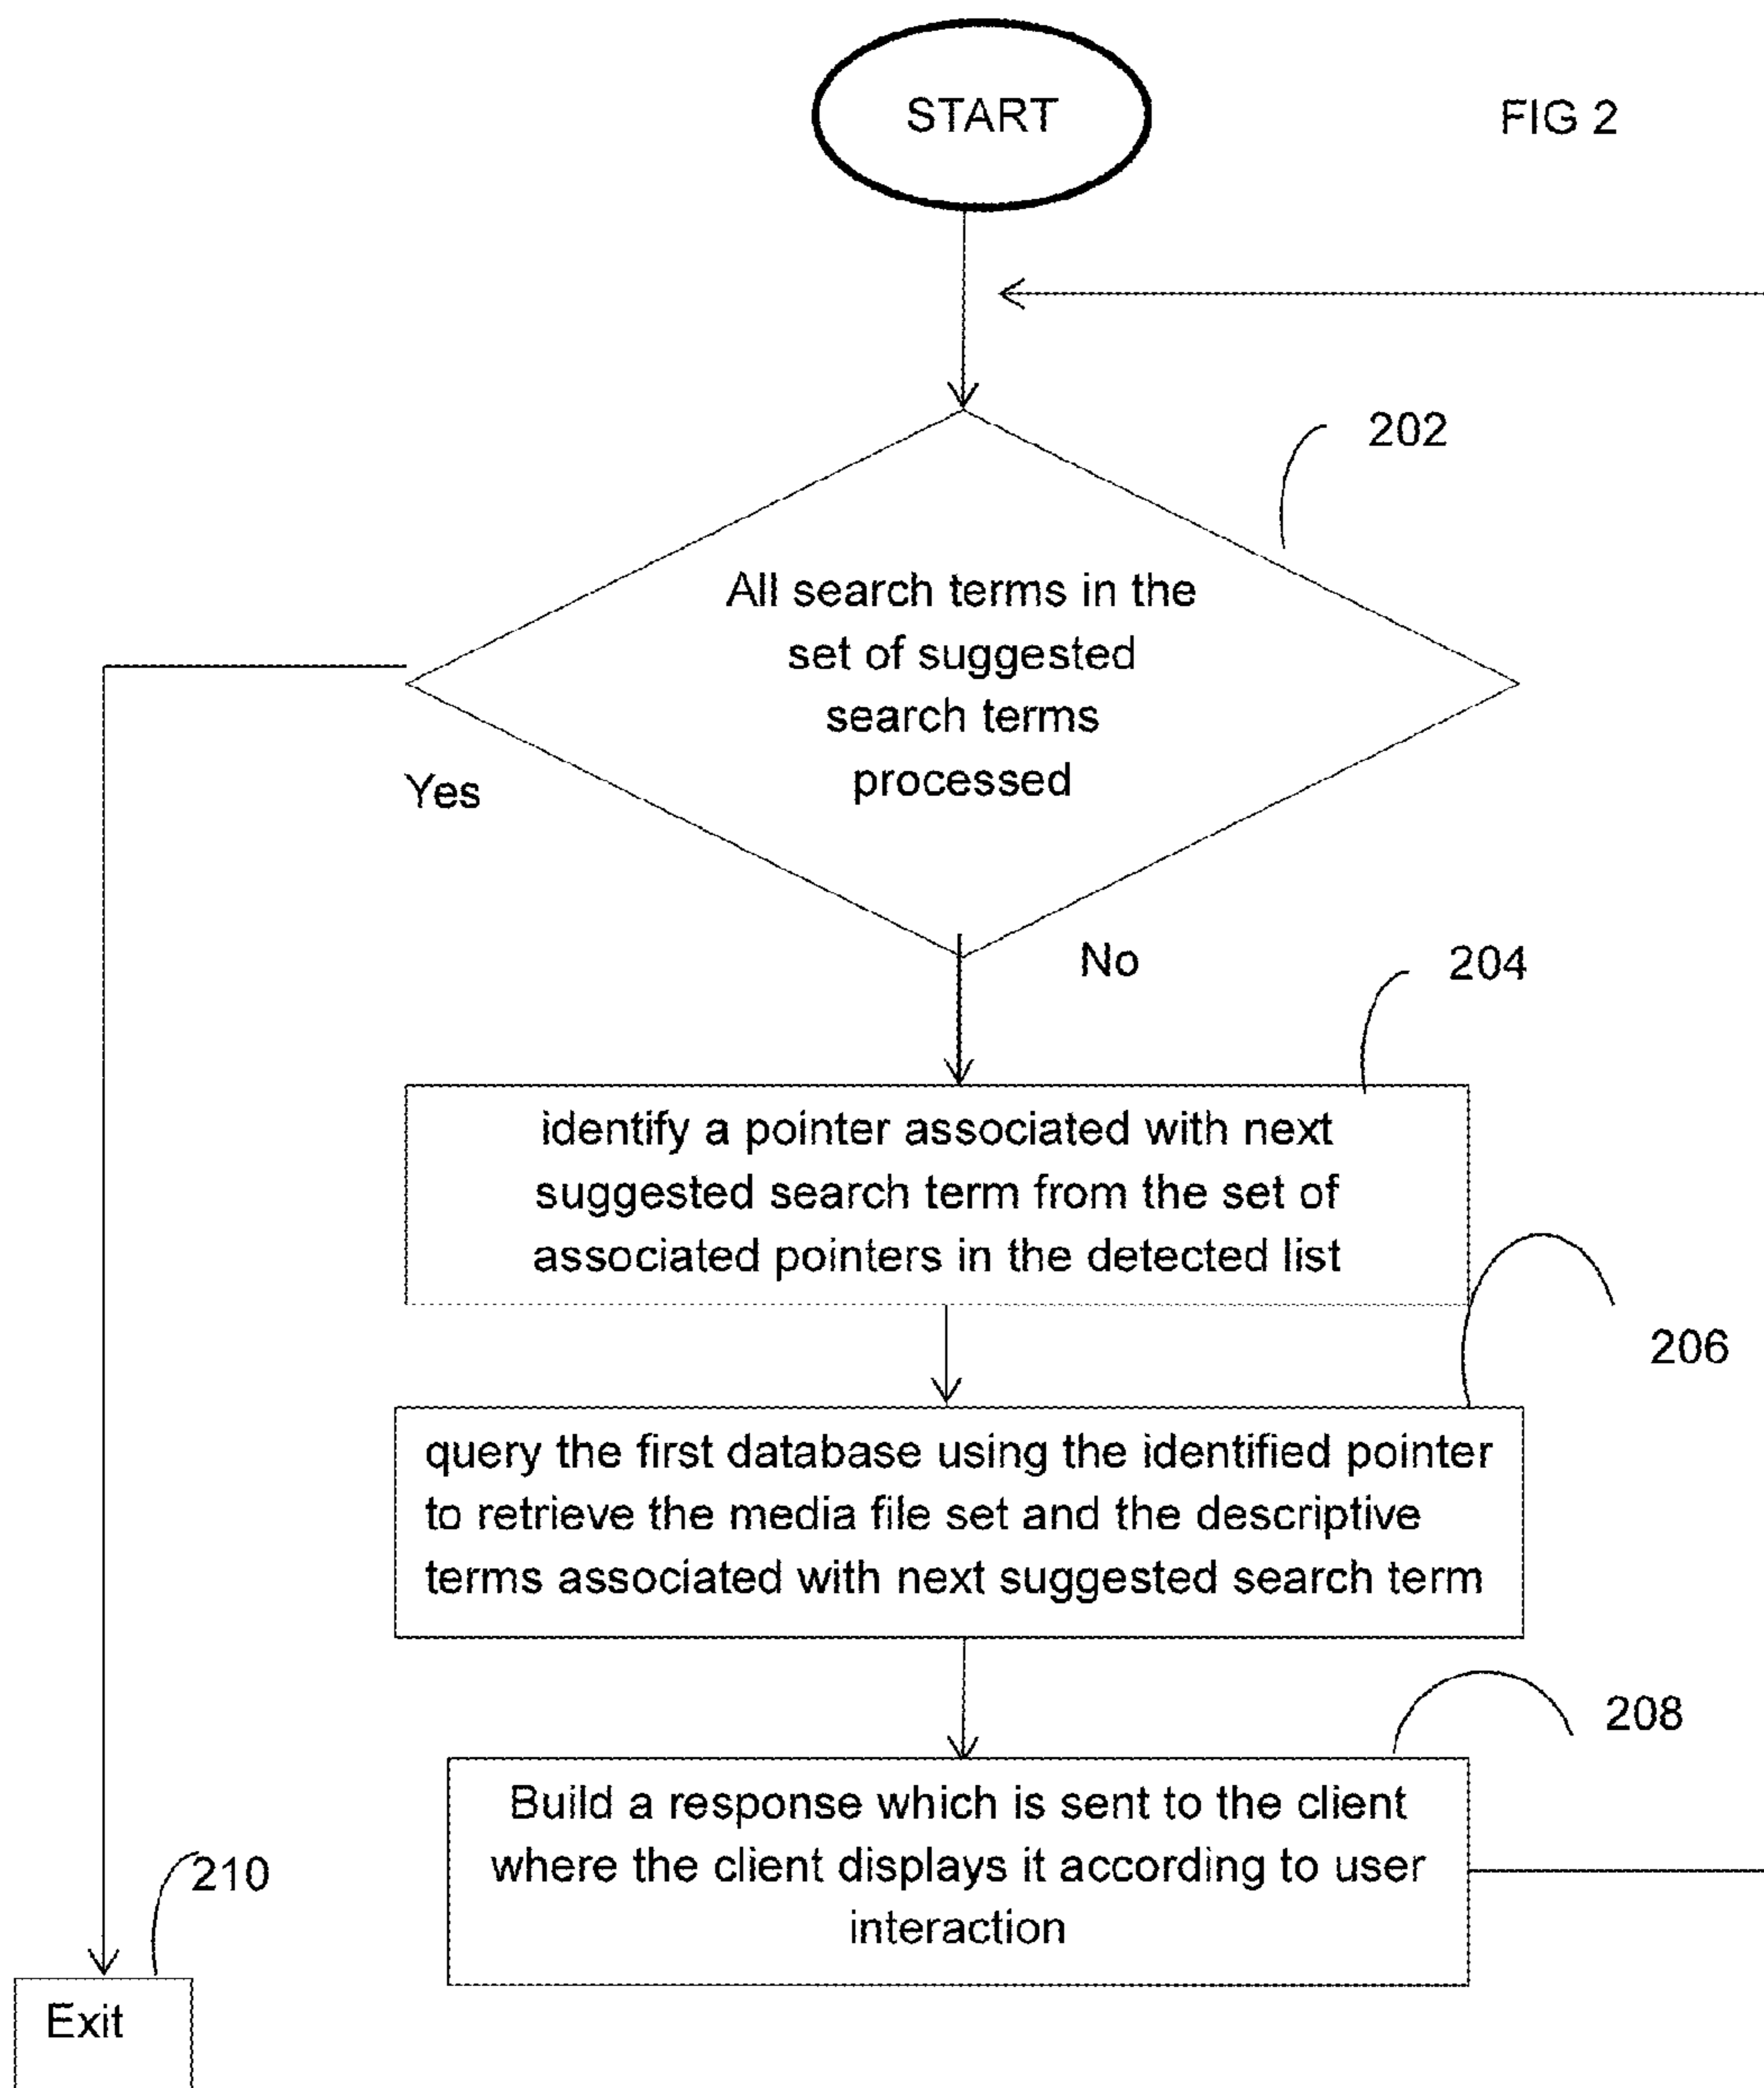 START
FIG 2
202
All search terms in the
set of suggested
search terms
processed
Yes
No
204
identify a pointer associated with next
suggested search term from the set of
associated pointers in the detected list
206
query the first database using the identified pointer
to retrieve the media file set and the descriptive
terms associated with next suggested search term
208
Build a response which is sent to the client
where the client displays it according to user
interaction
210
Exit